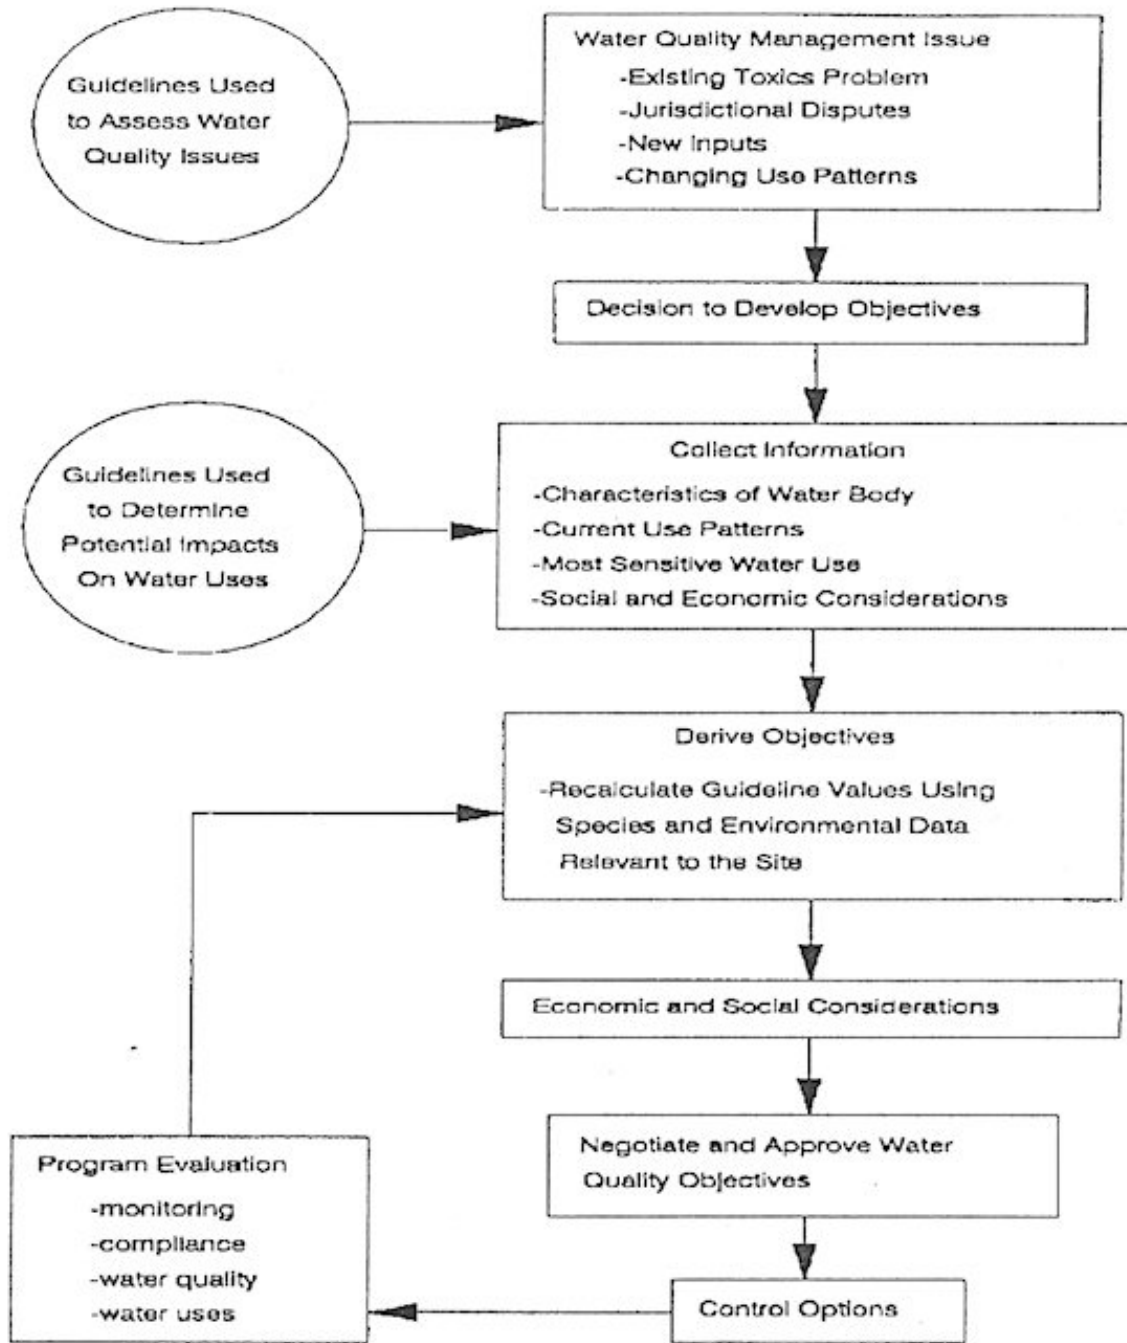 Guidelines Used
to Assess Water
Quality Issues
Water Quality Management Issue
-Existing Toxics Problem
-Jurisdictional Disputes
-New Inputs
-Changing Use Patterns
Decision to Develop Objectives
Guidelines Used
to Determine
Potential Impacts
On Water Uses
Collect Information
-Characteristics of Water Body
-Current Use Patterns
-Most Sensitive Water Use
-Social and Economic Considerations
Derive Objectives
-Recalculate Guideline Values Using
Species and Environmental Data
Relevant to the Site
Economic and Social Considerations
Negotiate and Approve Water
Quality Objectives
Program Evaluation
-monitoring
-compliance
-water quality
-water uses
Control Options